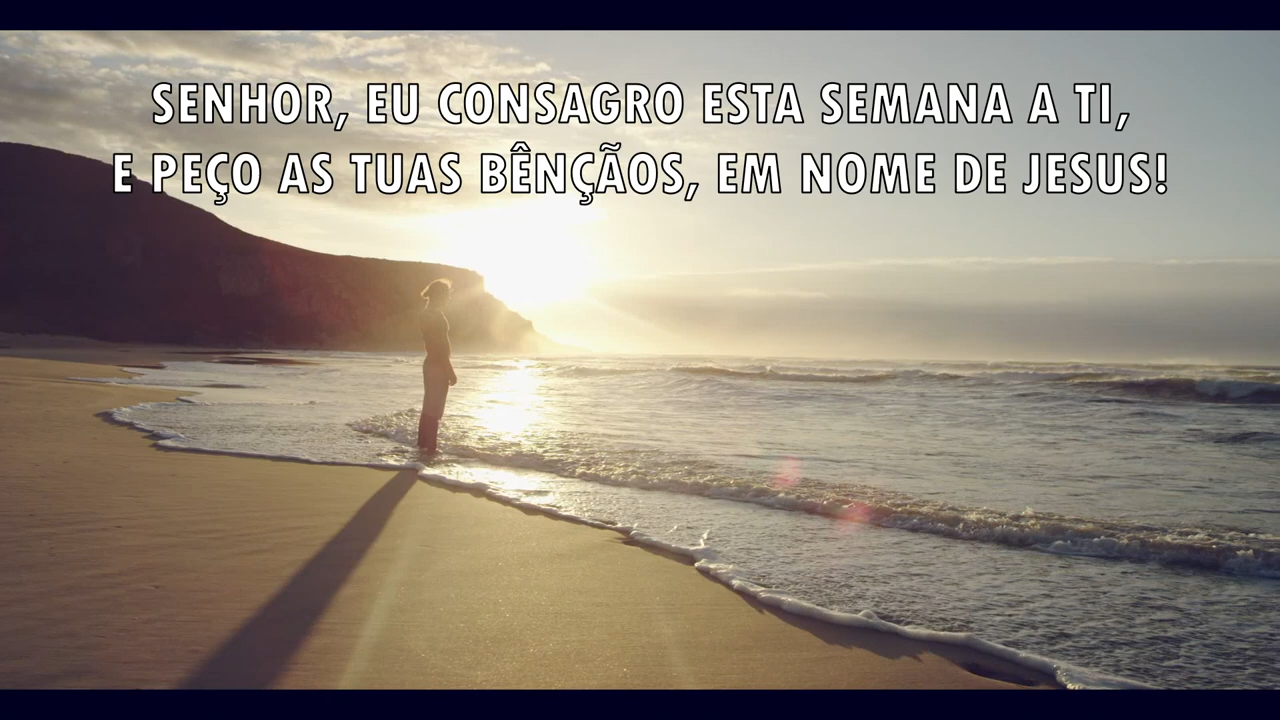 SENHOR, EU CONSAGRO ESTA SEMANA A TI,
E PEÇO AS TUAS BÊNÇÃOS, EM NOME DE JESUS!